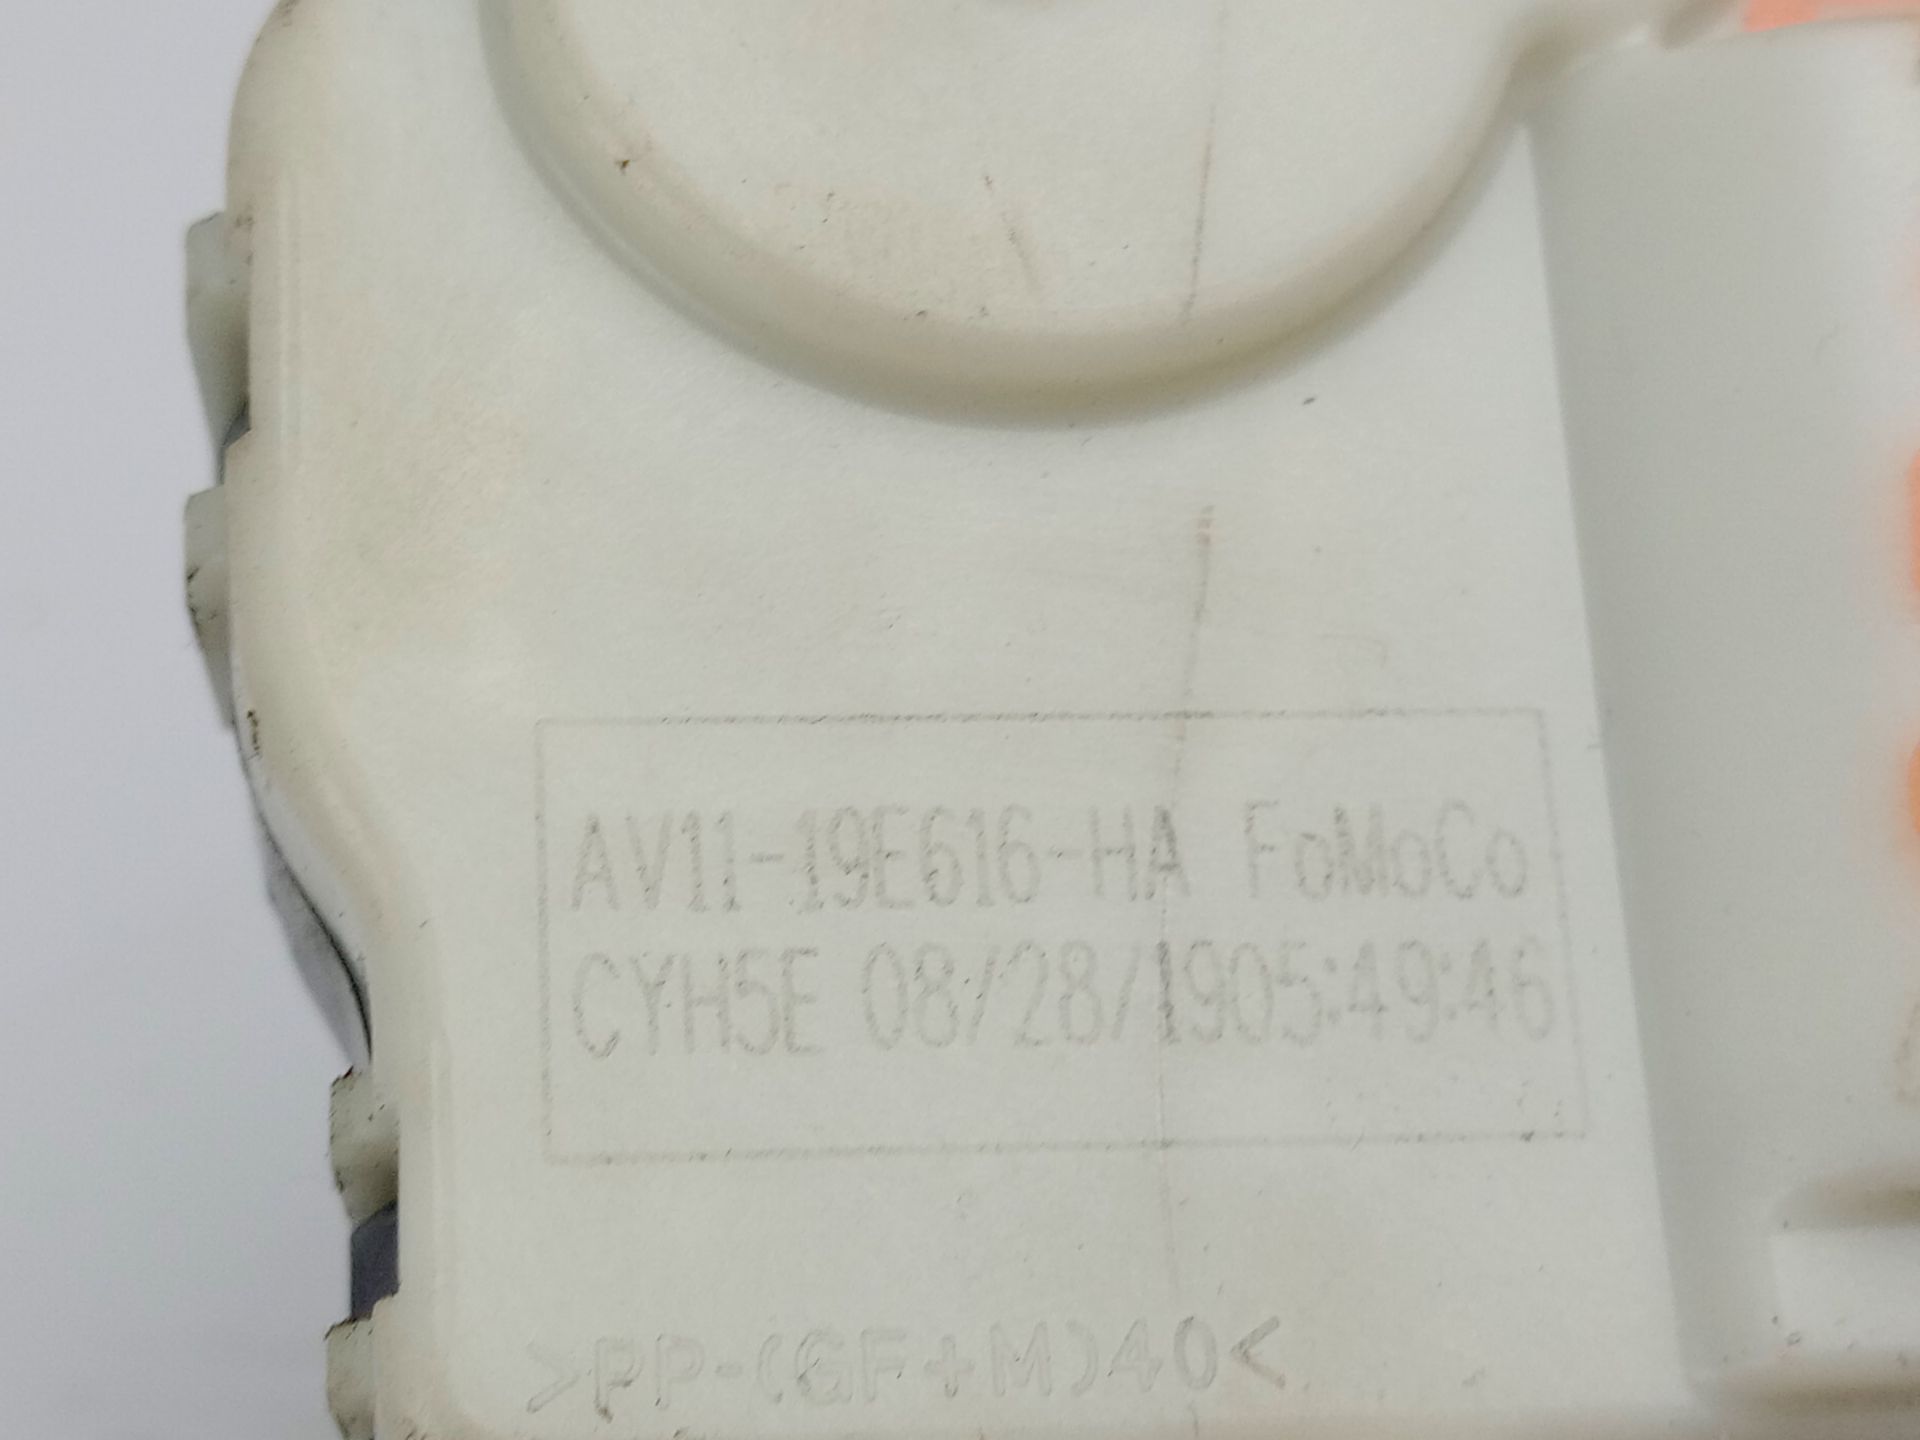 AV11-19E616-HA FoMoCo
CYH5E 08/28/1905:49:46
>PP-(GF+M)40<